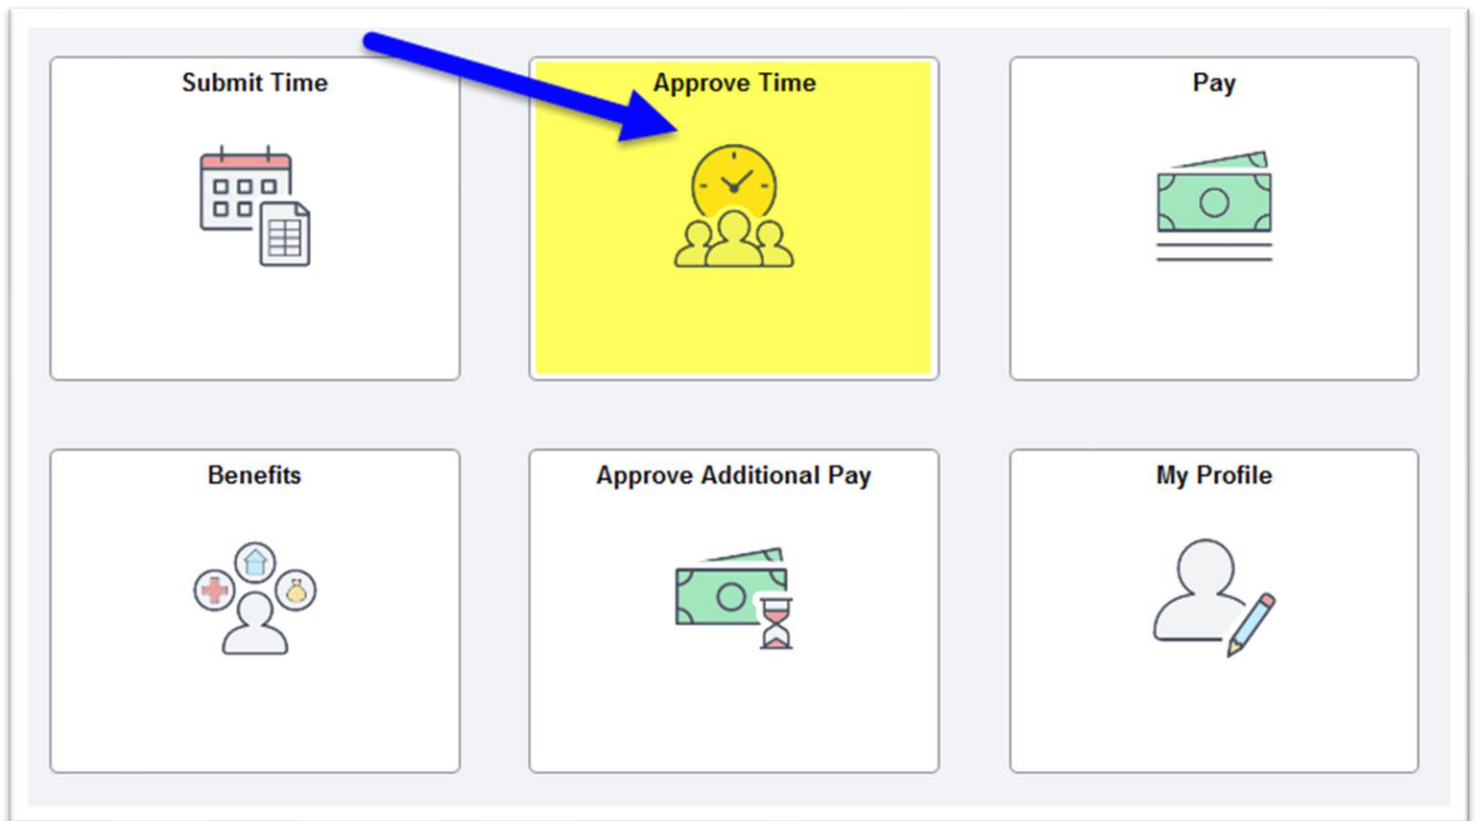 Submit Time
Approve Time
Pay
Benefits
Approve Additional Pay
My Profile